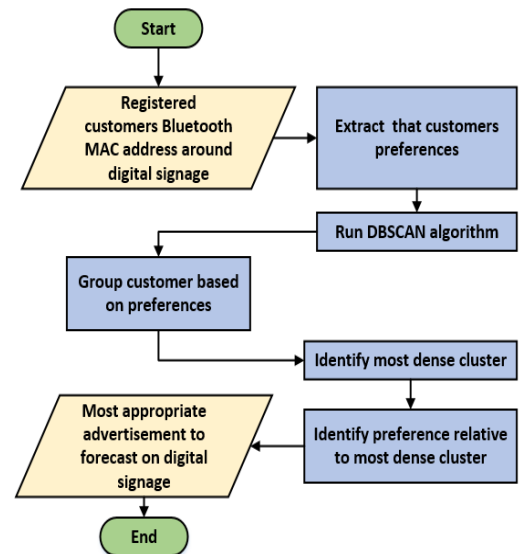 Start
Registered
customers Bluetooth
MAC address around
digital signage
Extract that customers
preferences
Run DBSCAN algorithm
Group customer based
on preferences
Identify most dense cluster
Identify preference relative
to most dense cluster
Most appropriate
advertisement to
forecast on digital
signage
End